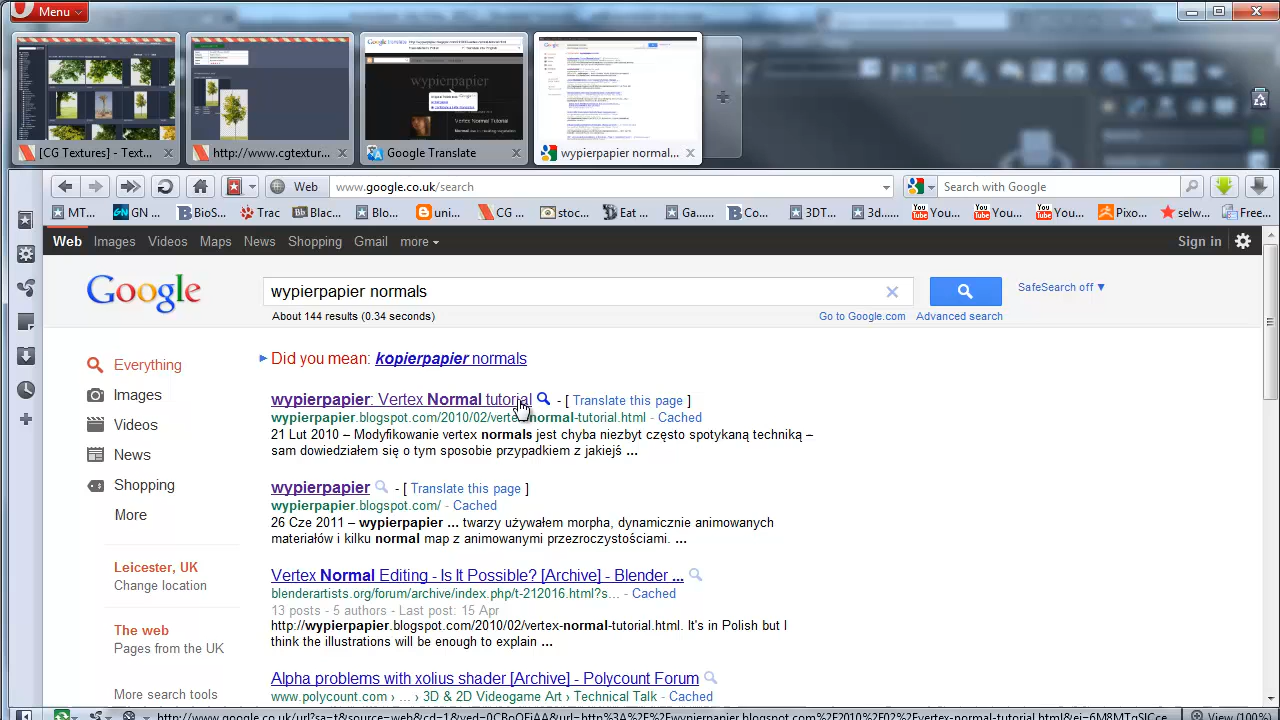 Menu
[CG Textures] -
http://www.cgtextur...
Google Translate
wypierpapier normal...
Web
www.google.co.uk/search
Search with Google
MT...
GN ...
BioS...
Trac
Blac...
Blo...
uni...
CG ...
stoc...
Eat ...
Ga.....
Co...
3DT...
3d.....
You...
You...
You...
Pixo...
alw...
Free...
Web Images Videos Maps News Shopping Gmail more
Sign in
Google
wypierpapier normals
SafeSearch off ▼
About 144 results (0.34 seconds)
Go to Google.com Advanced search
Everything
Images
Videos
News
Shopping
More
Leicester, UK
Change location
The web
Pages from the UK
More search tools
Did you mean: kopierpapier normals
wypierpapier: Vertex Normal tutorial - [ Translate this page ]
wypierpapier.blogspot.com/2010/02/vertex-normal-tutorial.html - Cached
21 Lut 2010 – Modyfikowanie vertex normals jest chyba niezbyt często spotykaną techniką –
sam dowiedziałem się o tym sposobie przypadkiem z jakiejś ...
wypierpapier - [ Translate this page ]
wypierpapier.blogspot.com/ - Cached
26 Cze 2011 – wypierpapier ... twarzy używałem morpha, dynamicznie animowanych
materiałów i kilku normal map z animowanymi przezroczystościami. ...
Vertex Normal Editing - Is It Possible? [Archive] - Blender ...
blenderartists.org/forum/archive/index.php/t-212016.html?s... - Cached
13 posts - 5 authors - Last post: 15 Apr
http://wypierpapier.blogspot.com/2010/02/vertex-normal-tutorial.html. It's in Polish but I
think the illustrations will be enough to explain ...
Alpha problems with xolius shader [Archive] - Polycount Forum
www.polycount.com › ... › 3D & 2D Videogame Art › Technical Talk - Cached